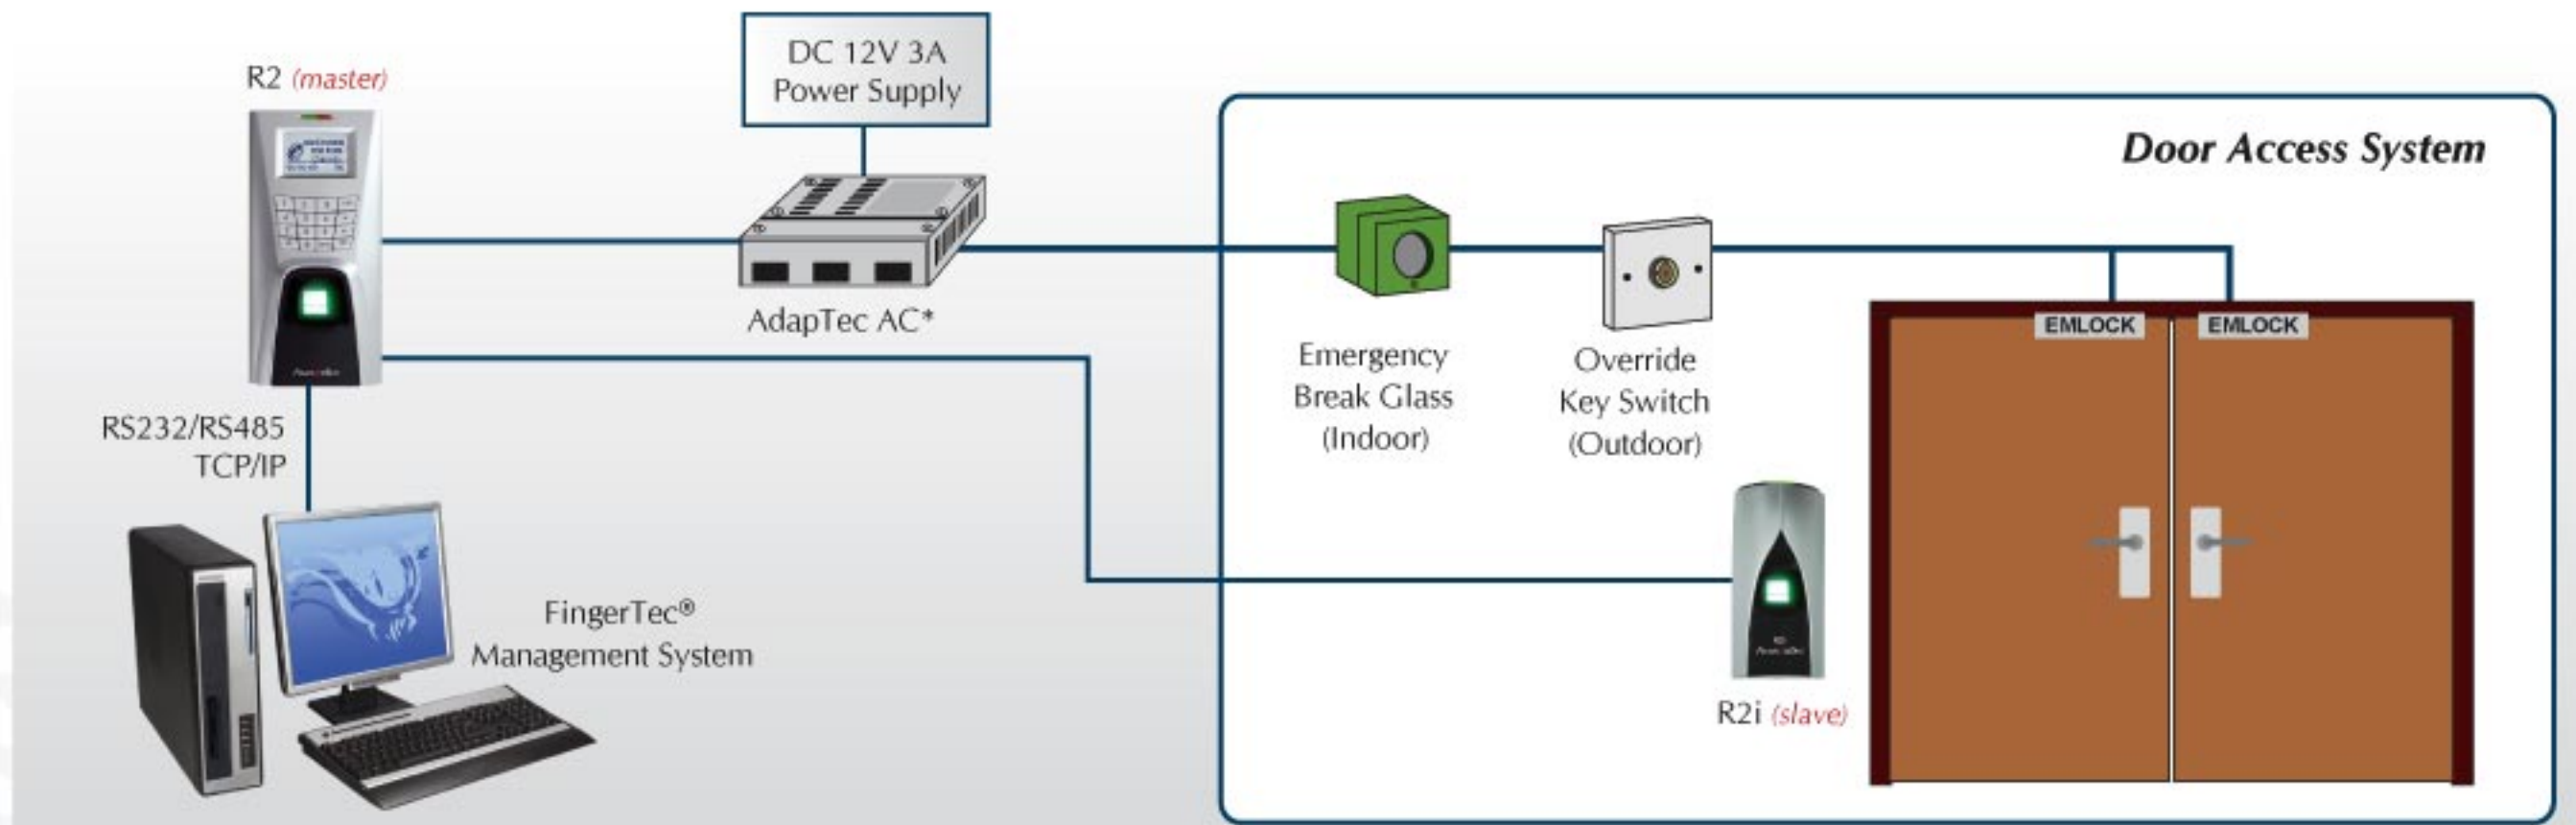 DC 12V 3A
Power Supply
R2 (master)
Door Access System
AdapTec AC*
EMLOCK
EMLOCK
Emergency
Break Glass
(Indoor)
Override
Key Switch
(Outdoor)
RS232/RS485
TCP/IP
FingerTec®
Management System
R2i (slave)